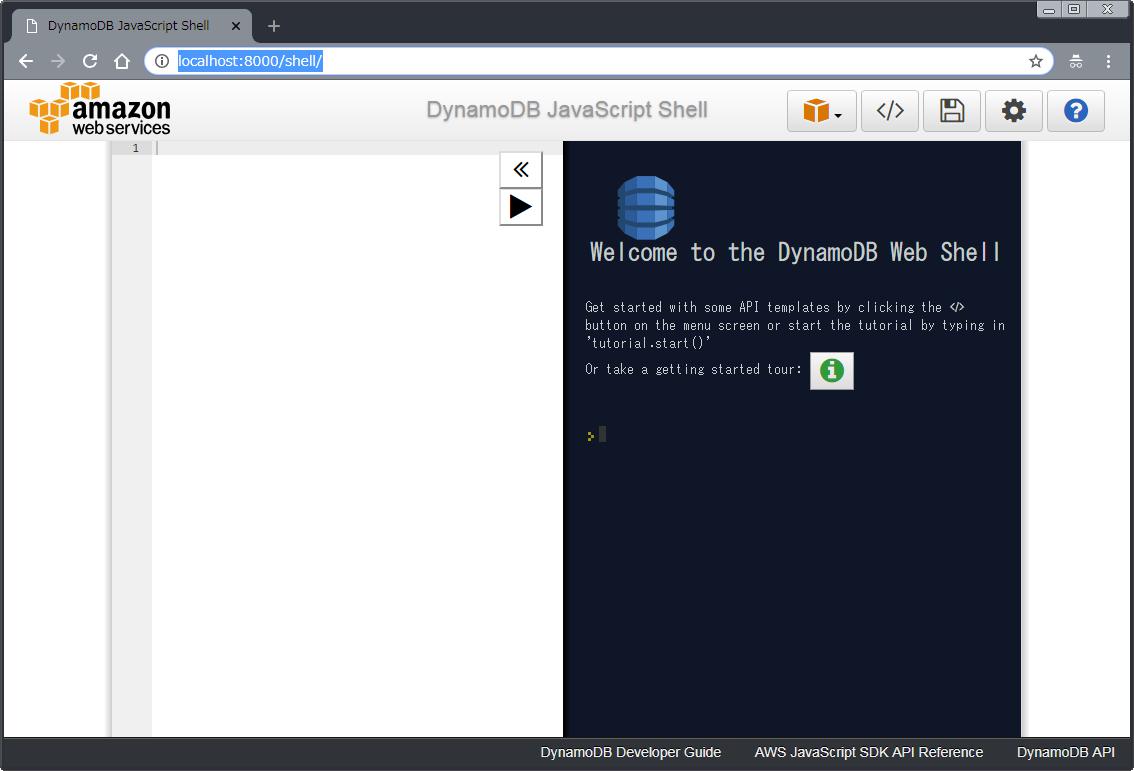 DynamoDB JavaScript Shell
localhost:8000/shell/
amazon
web services
DynamoDB JavaScript Shell
</>
1
Welcome to the DynamoDB Web Shell
Get started with some API templates by clicking the </>
button on the menu screen or start the tutorial by typing in
'tutorial.start()'
Or take a getting started tour:
>
DynamoDB Developer Guide
AWS JavaScript SDK API Reference
DynamoDB API